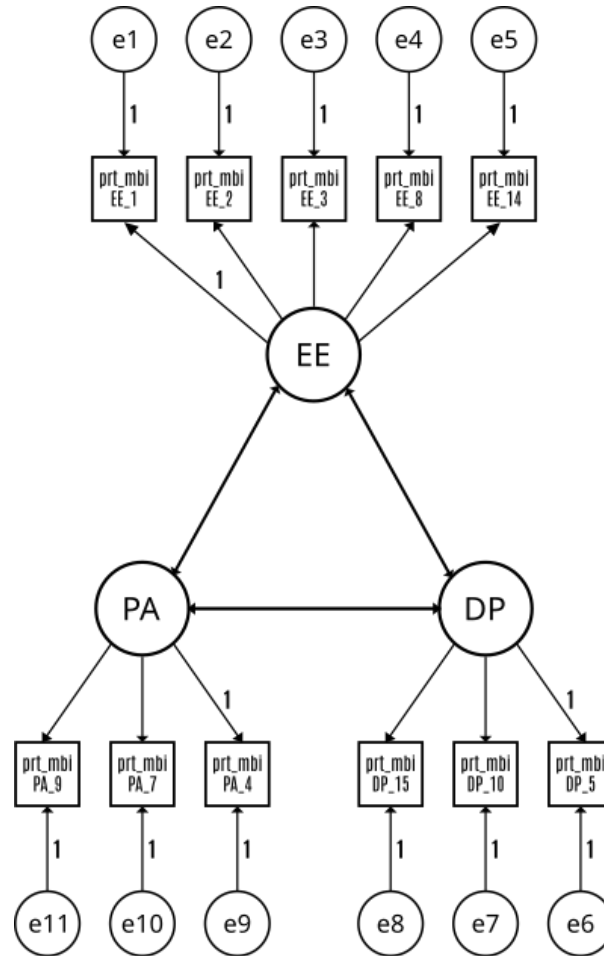 e1 e2 e3 e4 e5
1 1 1 1 1
prt_mbi prt_mbi prt_mbi prt_mbi prt_mbi
EE_1 EE_2 EE_3 EE_8 EE_14
1
EE
PA DP
1 1
prt_mbi prt_mbi prt_mbi prt_mbi prt_mbi prt_mbi
PA_9 PA_7 PA_4 DP_15 DP_10 DP_5
1 1 1 1 1 1
e11 e10 e9 e8 e7 e6